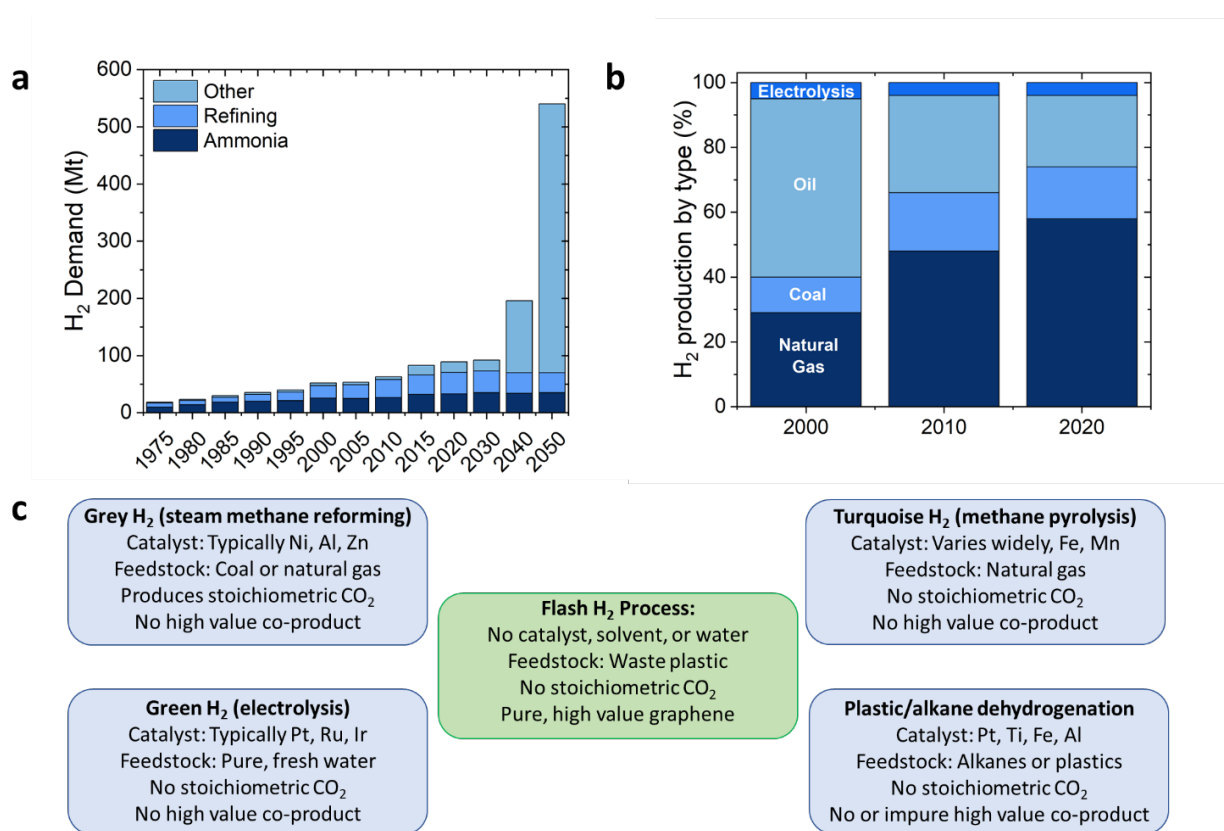 a
600
500
400
300
200
100
0
H₂ Demand (Mt)
Other
Refining
Ammonia
1975
1980
1985
1990
1995
2000
2005
2010
2015
2020
2030
2040
2050
b
100
80
60
40
20
0
H₂ production by type (%)
Electrolysis
Oil
Coal
Natural
Gas
2000
2010
2020
c
Grey H₂ (steam methane reforming)
Catalyst: Typically Ni, Al, Zn
Feedstock: Coal or natural gas
Produces stoichiometric CO₂
No high value co-product
Turquoise H₂ (methane pyrolysis)
Catalyst: Varies widely, Fe, Mn
Feedstock: Natural gas
No stoichiometric CO₂
No high value co-product
Flash H₂ Process:
No catalyst, solvent, or water
Feedstock: Waste plastic
No stoichiometric CO₂
Pure, high value graphene
Green H₂ (electrolysis)
Catalyst: Typically Pt, Ru, Ir
Feedstock: Pure, fresh water
No stoichiometric CO₂
No high value co-product
Plastic/alkane dehydrogenation
Catalyst: Pt, Ti, Fe, Al
Feedstock: Alkanes or plastics
No stoichiometric CO₂
No or impure high value co-product